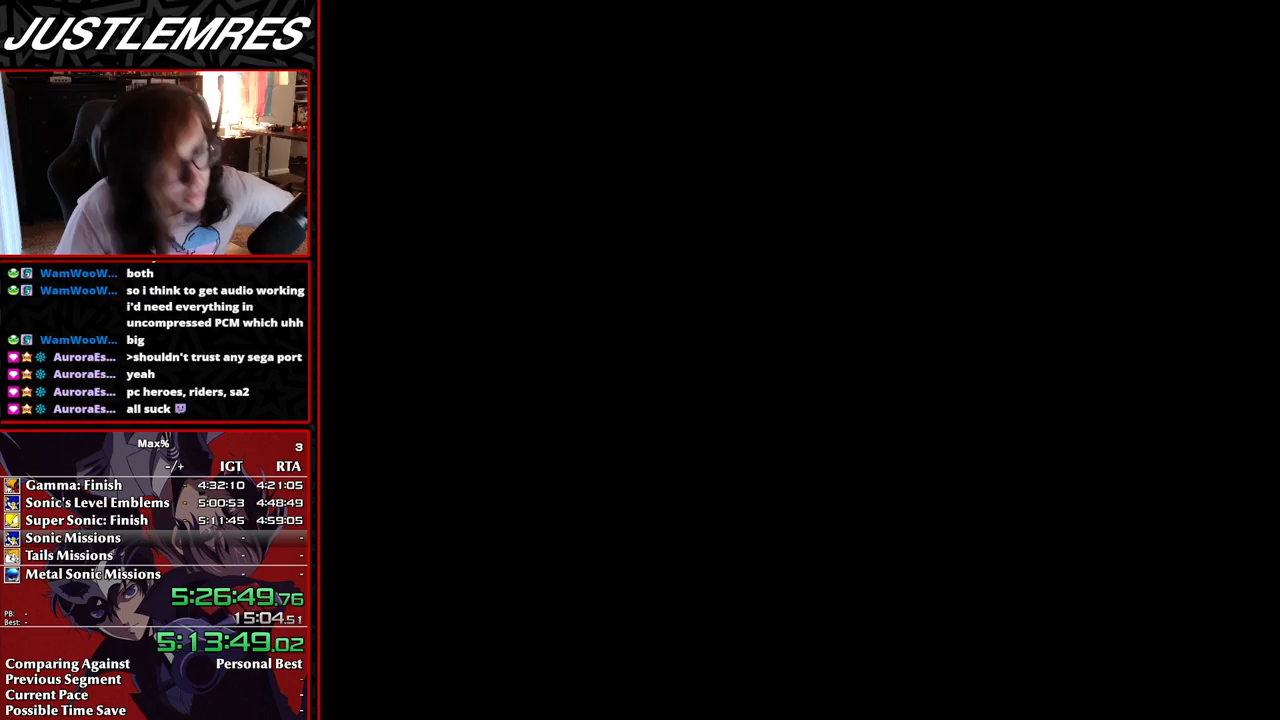 JUSTLEMRES
WamWooW... both
WamWooW... so i think to get audio working
i'd need everything in
uncompressed PCM which uhh
WamWooW... big
AuroraEs... >shouldn't trust any sega port
AuroraEs... yeah
AuroraEs... pc heroes, riders, sa2
AuroraEs... all suck
Max% 3
-/+ IGT RTA
Gamma: Finish - 4:32:10 4:21:05
Sonic's Level Emblems - 5:00:53 4:48:49
Super Sonic: Finish - 5:11:45 4:59:05
Sonic Missions - -
Tails Missions - -
Metal Sonic Missions - -
5:26:49.76
PB: -
Best: -
15:04.51
5:13:49.02
Comparing Against Personal Best
Previous Segment -
Current Pace -
Possible Time Save -